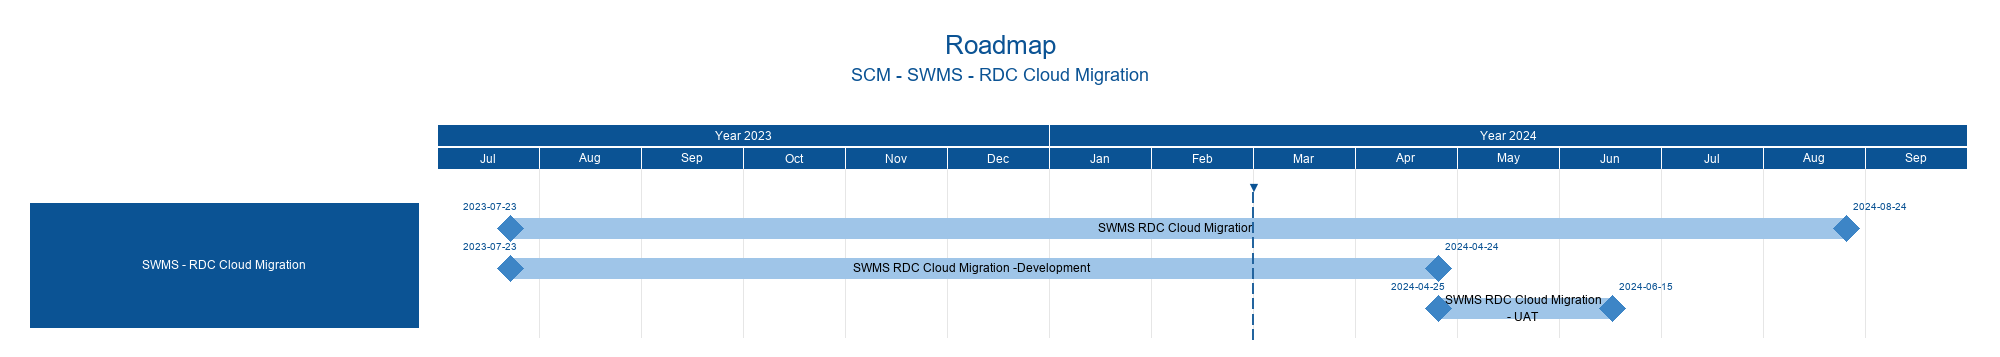 Roadmap
SCM - SWMS - RDC Cloud Migration
Year 2023 Year 2024
Jul Aug Sep Oct Nov Dec Jan Feb Mar Apr May Jun Jul Aug Sep
2023-07-23 2024-08-24
SWMS RDC Cloud Migration
2023-07-23 2024-04-24
SWMS - RDC Cloud Migration
SWMS RDC Cloud Migration -Development
2024-04-25 2024-06-15
SWMS RDC Cloud Migration
- UAT